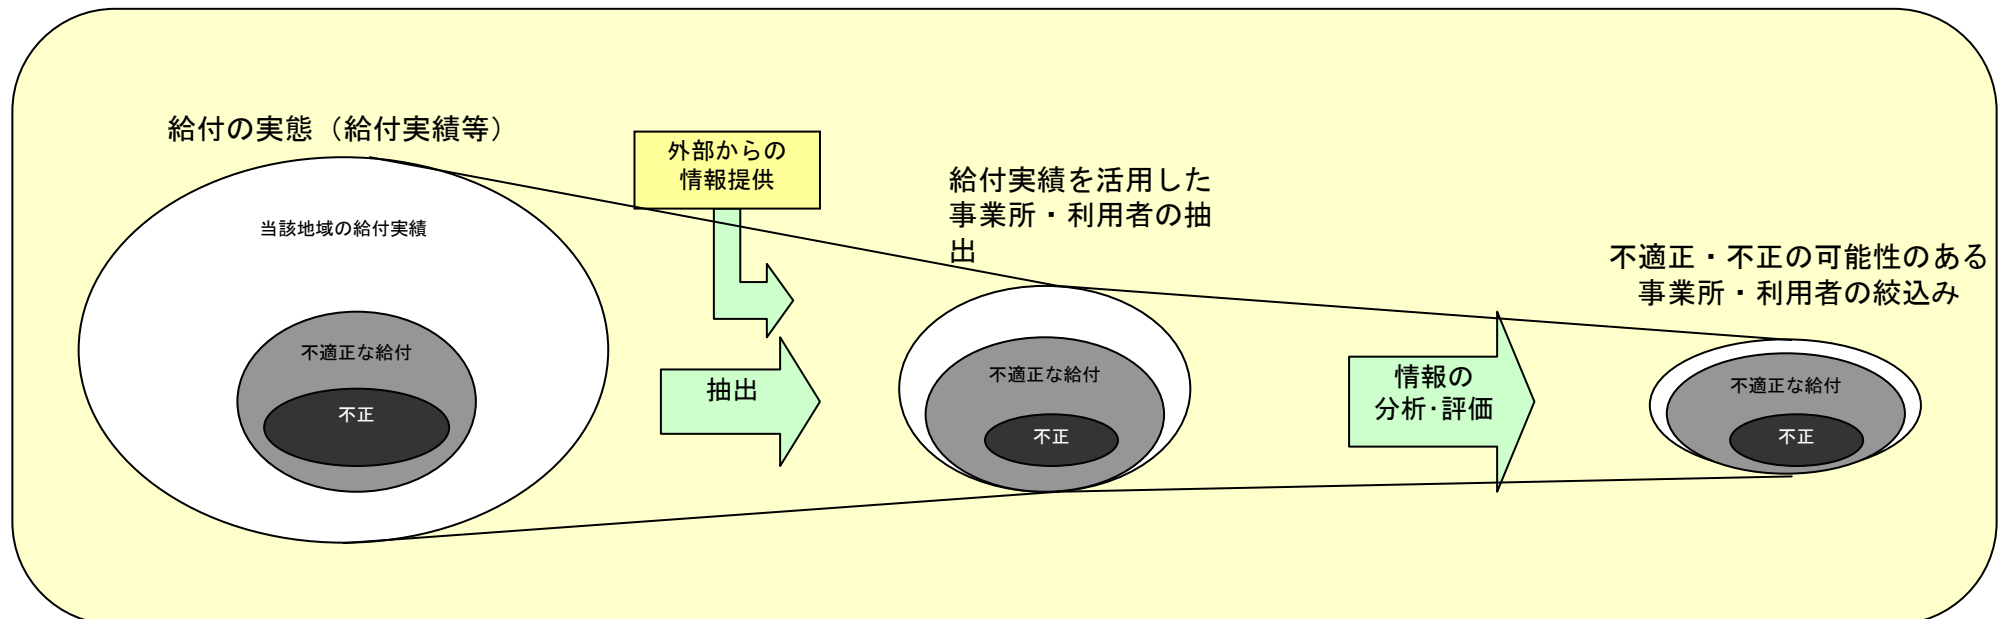 給付の実態（給付実績等）
当該地域の給付実績
不適正な給付
不正
外部からの
情報提供
抽出
給付実績を活用した
事業所・利用者の抽
出
不適正な給付
不正
情報の
分析・評価
不適正・不正の可能性のある
事業所・利用者の絞込み
不適正な給付
不正